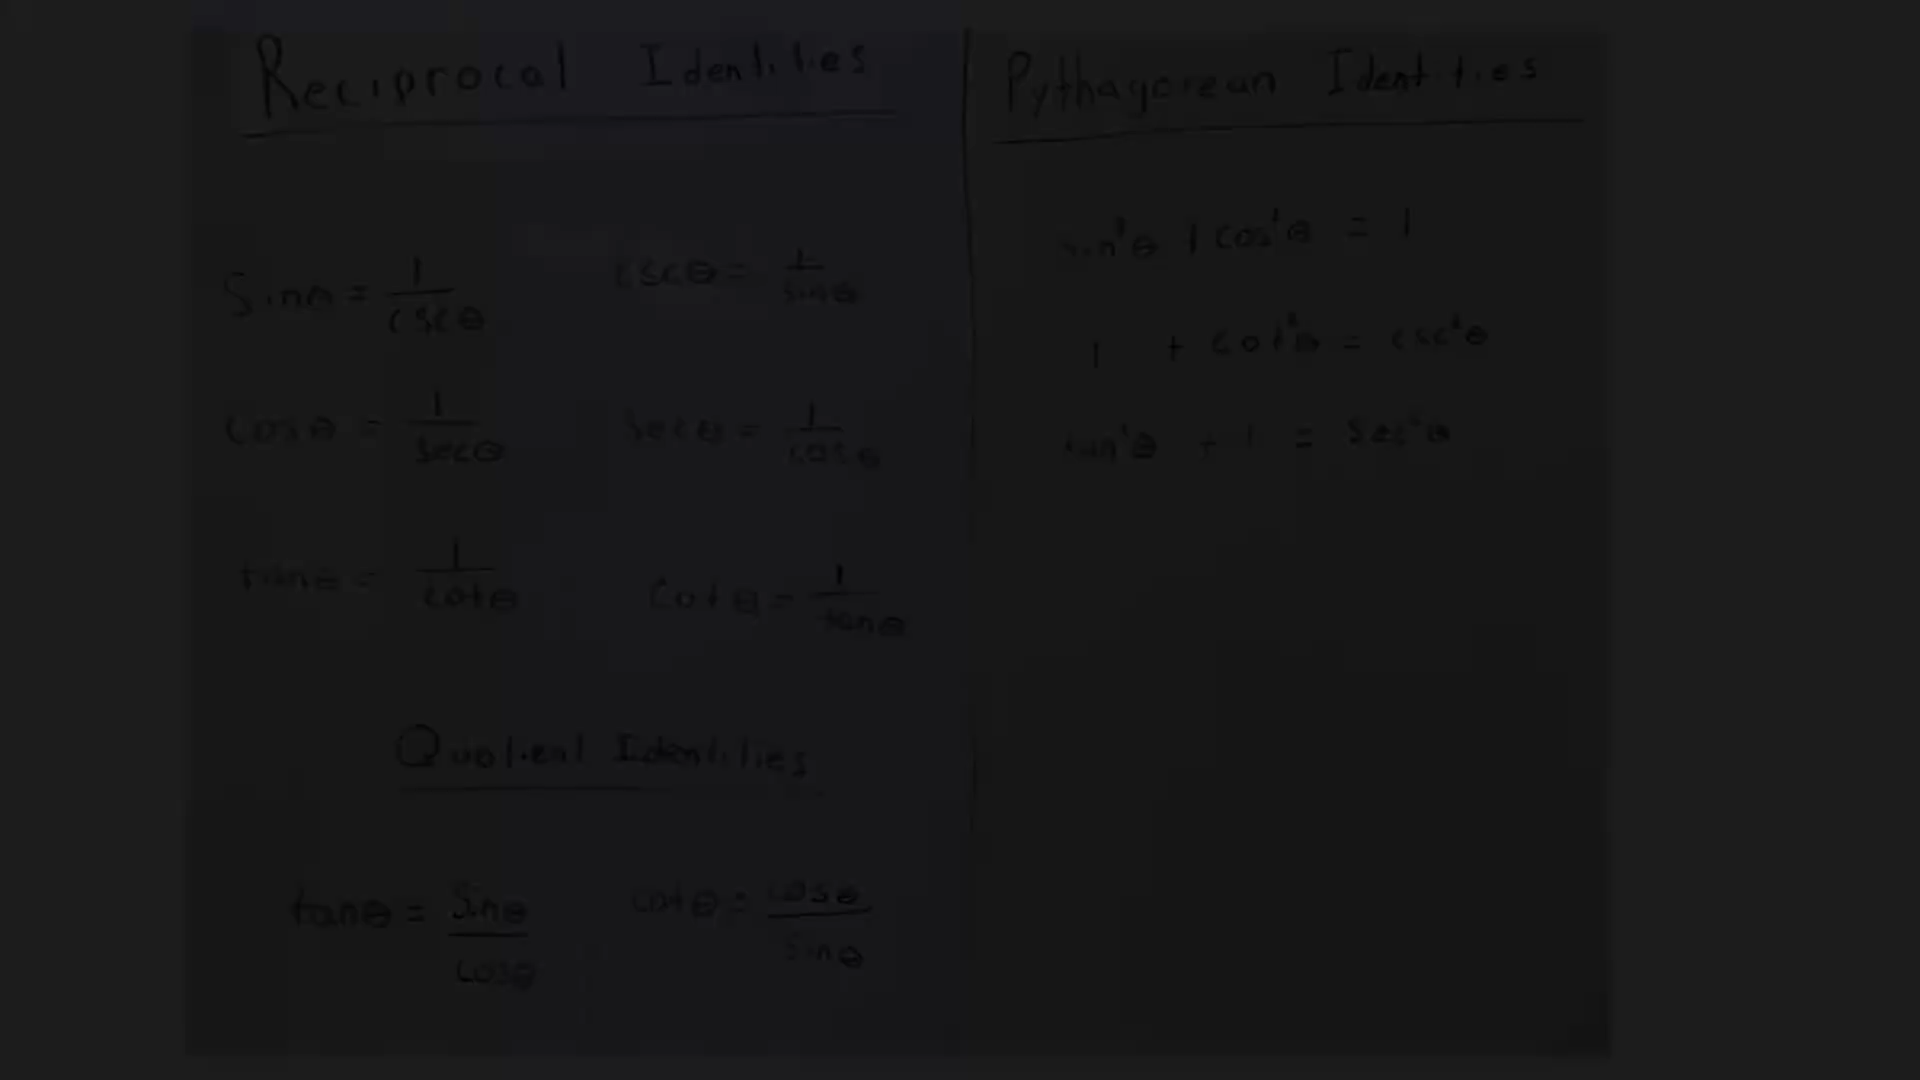 Reciprocal Identities
sinθ = 1/cscθ cscθ = 1/sinθ
cosθ = 1/secθ secθ = 1/cosθ
tanθ = 1/cotθ cotθ = 1/tanθ
Quotient Identities
tanθ = sinθ/cosθ cotθ = cosθ/sinθ
Pythagorean Identities
sin²θ + cos²θ = 1
1 + cot²θ = csc²θ
tan²θ + 1 = sec²θ